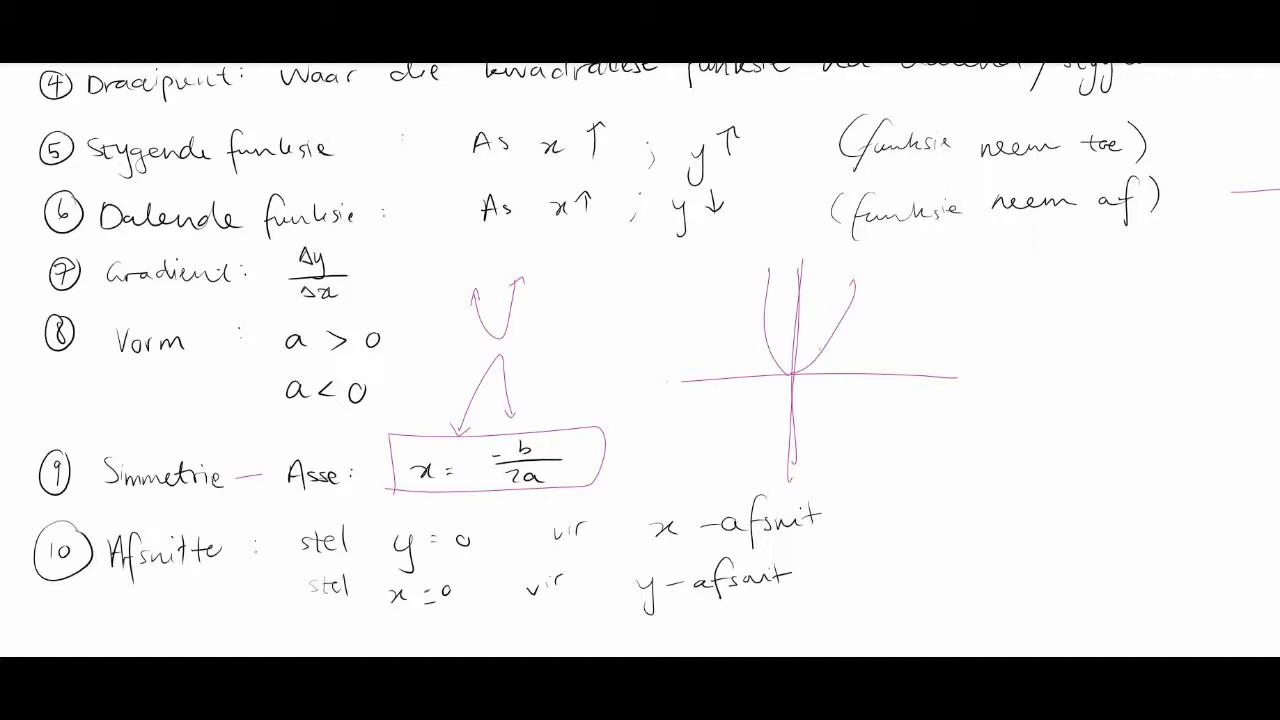 ④ Draaipunt: Waar die kwadratiese funksie
⑤ Stygende funksie : As x ↑ ; y ↑ (funksie neem toe)
⑥ Dalende funksie : As x ↑ ; y ↓ (funksie neem af)
⑦ Gradient: Δy/Δx
⑧ Vorm : a > 0
a < 0
⑨ Simmetrie - Asse: x = -b/2a
⑩ Afsnitte : stel y = 0 vir x-afsnit
stel x = 0 vir y-afsnit